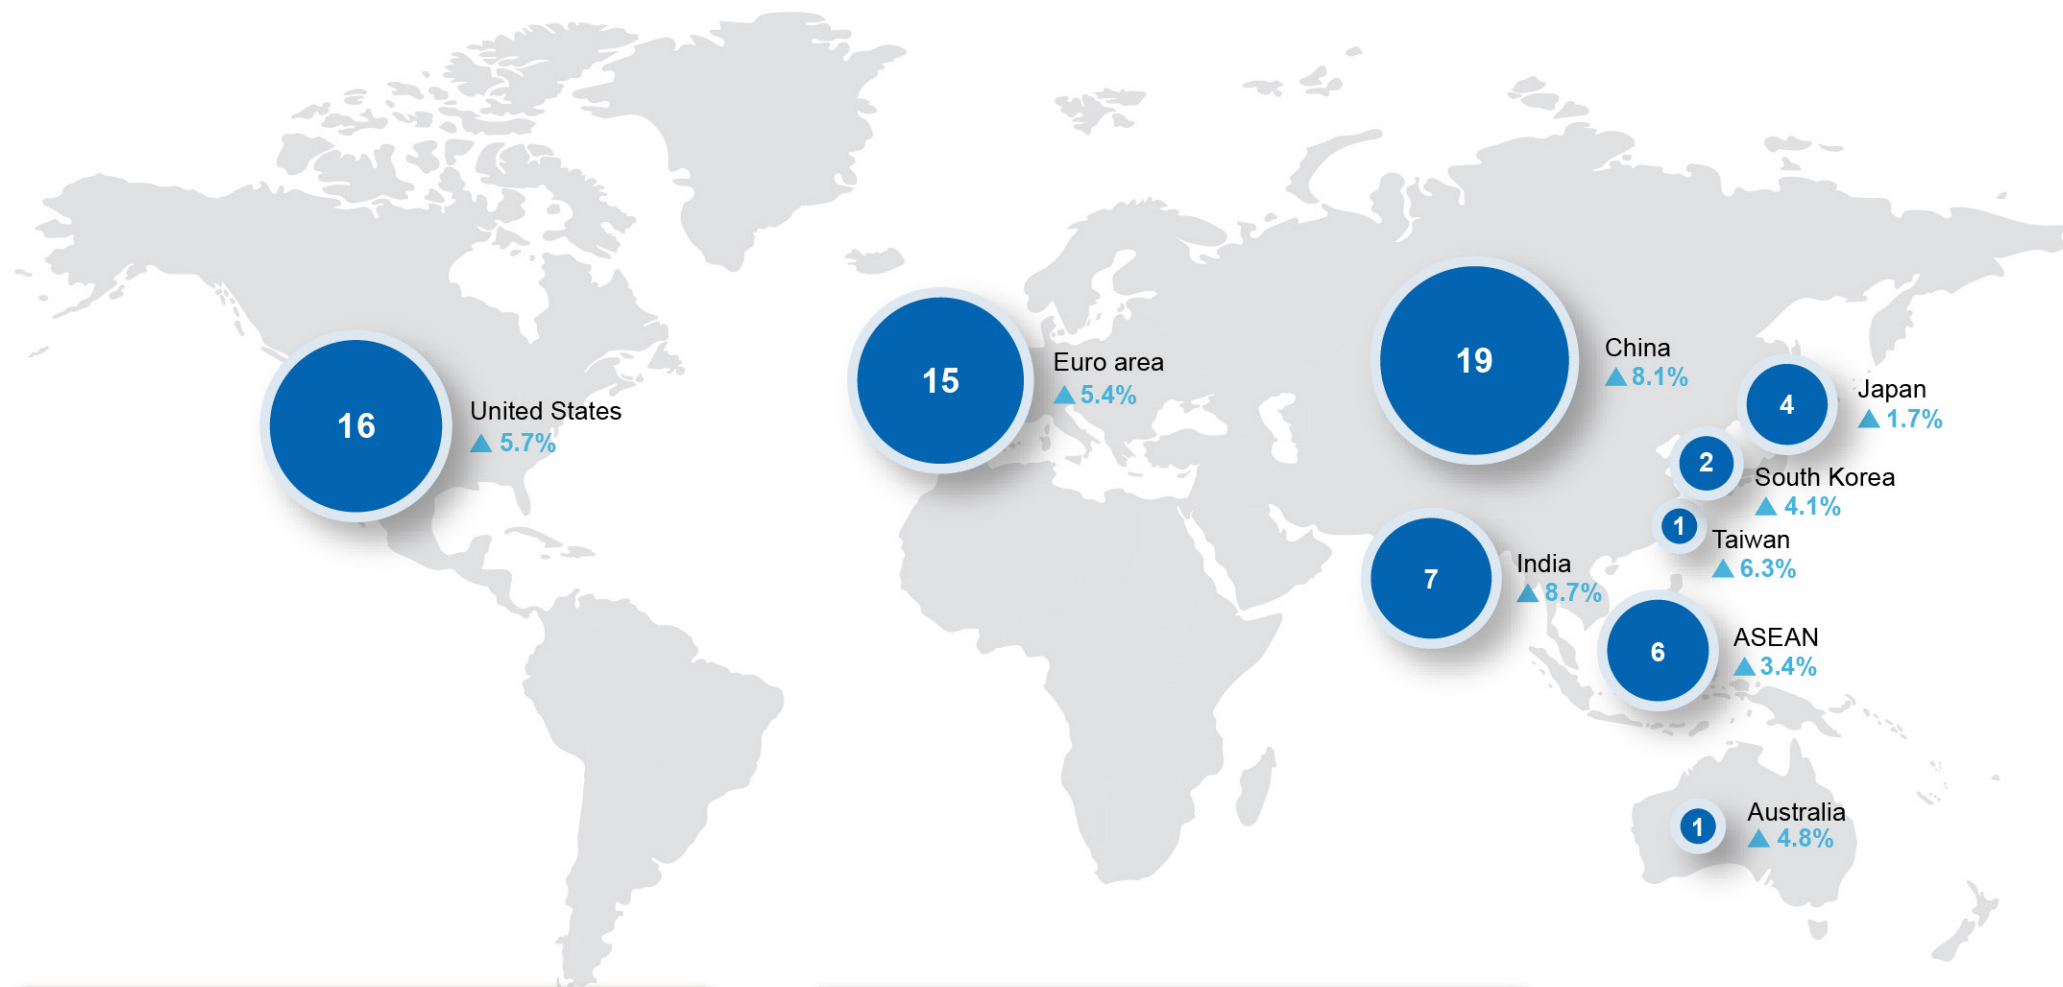 16
United States
▲ 5.7%
15
Euro area
▲ 5.4%
19
China
▲ 8.1%
4
Japan
▲ 1.7%
2
South Korea
▲ 4.1%
1
Taiwan
▲ 6.3%
7
India
▲ 8.7%
6
ASEAN
▲ 3.4%
1
Australia
▲ 4.8%